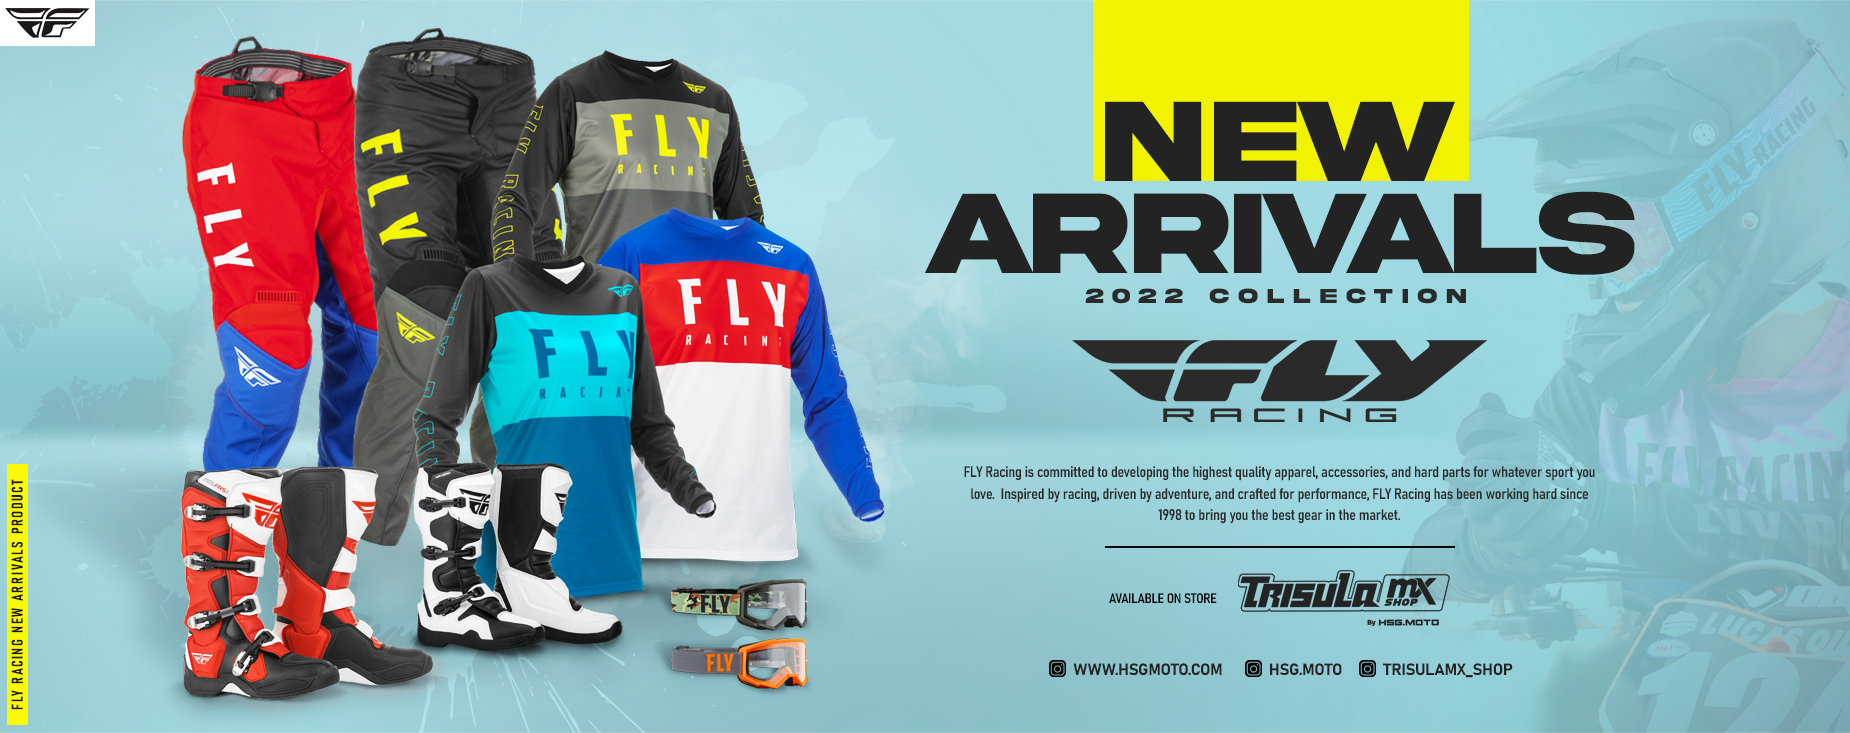 NEW
ARRIVALS
2022 COLLECTION
FLY
RACING
FLY Racing is committed to developing the highest quality apparel, accessories, and hard parts for whatever sport you
love. Inspired by racing, driven by adventure, and crafted for performance, FLY Racing has been working hard since
1998 to bring you the best gear in the market.
AVAILABLE ON STORE
TRISULA MX
SHOP
By HSG.MOTO
WWW.HSGMOTO.COM HSG.MOTO TRISULAMX_SHOP
FLY RACING NEW ARRIVALS PRODUCT
FLY
FLY
FLY
RACING
FLY
RACING
FLY
RACING
FLY
FLY
FLY RACING